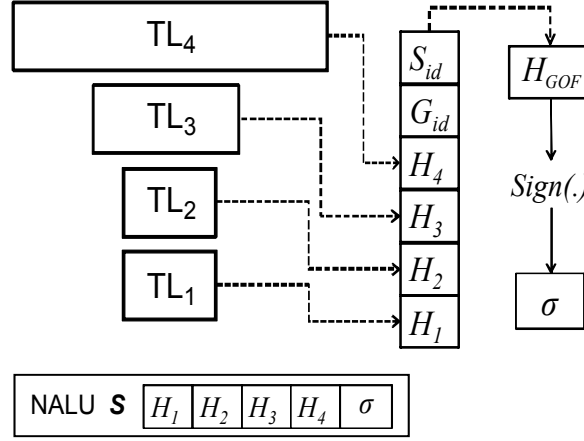 TL4
TL3
TL2
TL1
Sid
Gid
H4
H3
H2
H1
HGOF
Sign(.)
σ
NALU S H1 H2 H3 H4 σ